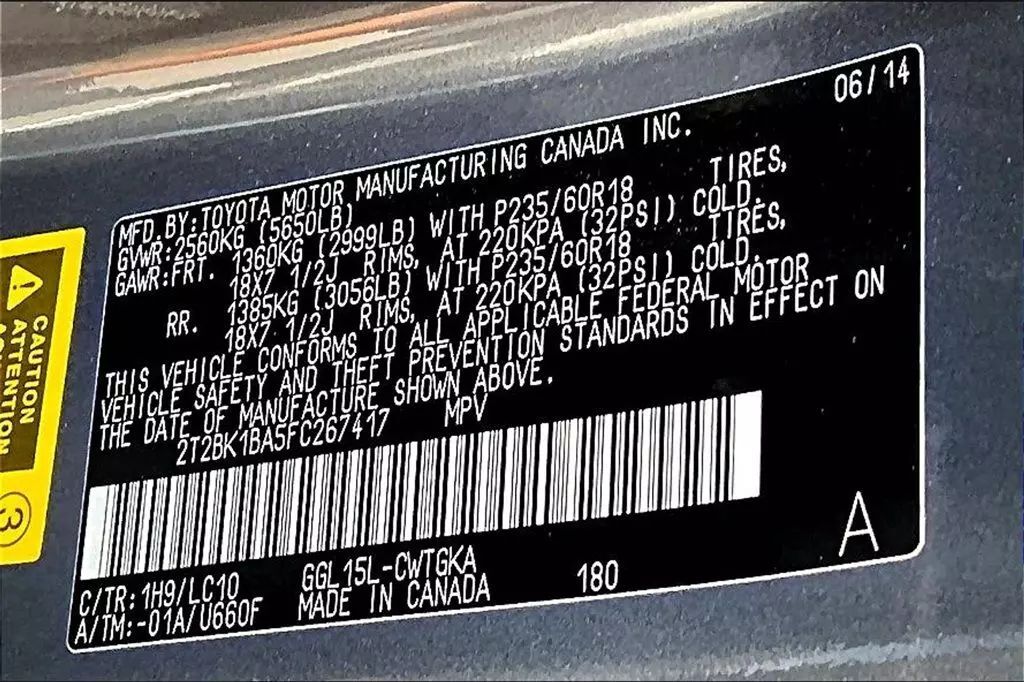 06/14
MFD. BY: TOYOTA MOTOR MANUFACTURING CANADA INC.
GVWR: 2560KG (5650LB)
GAWR: FRT. 1360KG (2999LB) WITH P235/60R18 TIRES,
18X7 1/2J RIMS, AT 220KPA (32PSI) COLD.
RR. 1385KG (3056LB) WITH P235/60R18 TIRES,
18X7 1/2J RIMS, AT 220KPA (32PSI) COLD.
THIS VEHICLE CONFORMS TO ALL APPLICABLE FEDERAL MOTOR
VEHICLE SAFETY AND THEFT PREVENTION STANDARDS IN EFFECT ON
THE DATE OF MANUFACTURE SHOWN ABOVE.
2T2BK1BA5FC267417 MPV
C/TR: 1H9/LC10 GGL15L-CWTGKA
A/TM:-01A/U660F MADE IN CANADA 180
A
CAUTION
ATTENTION
3